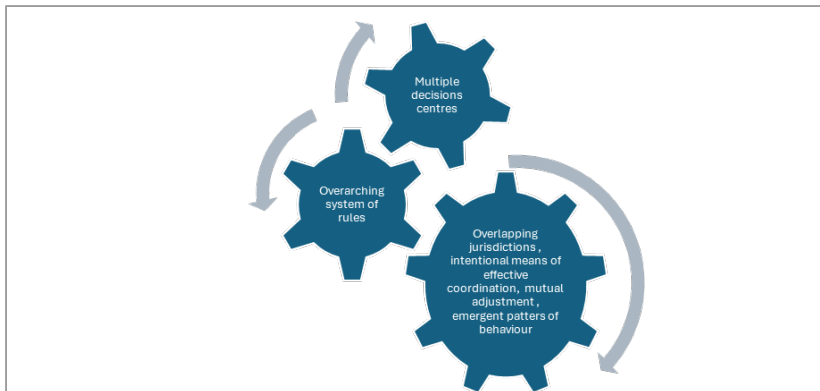 Multiple
decisions
centres
Overarching
system of
rules
Overlapping
jurisdictions ,
intentional means of
effective
coordination, mutual
adjustment ,
emergent patters of
behaviour